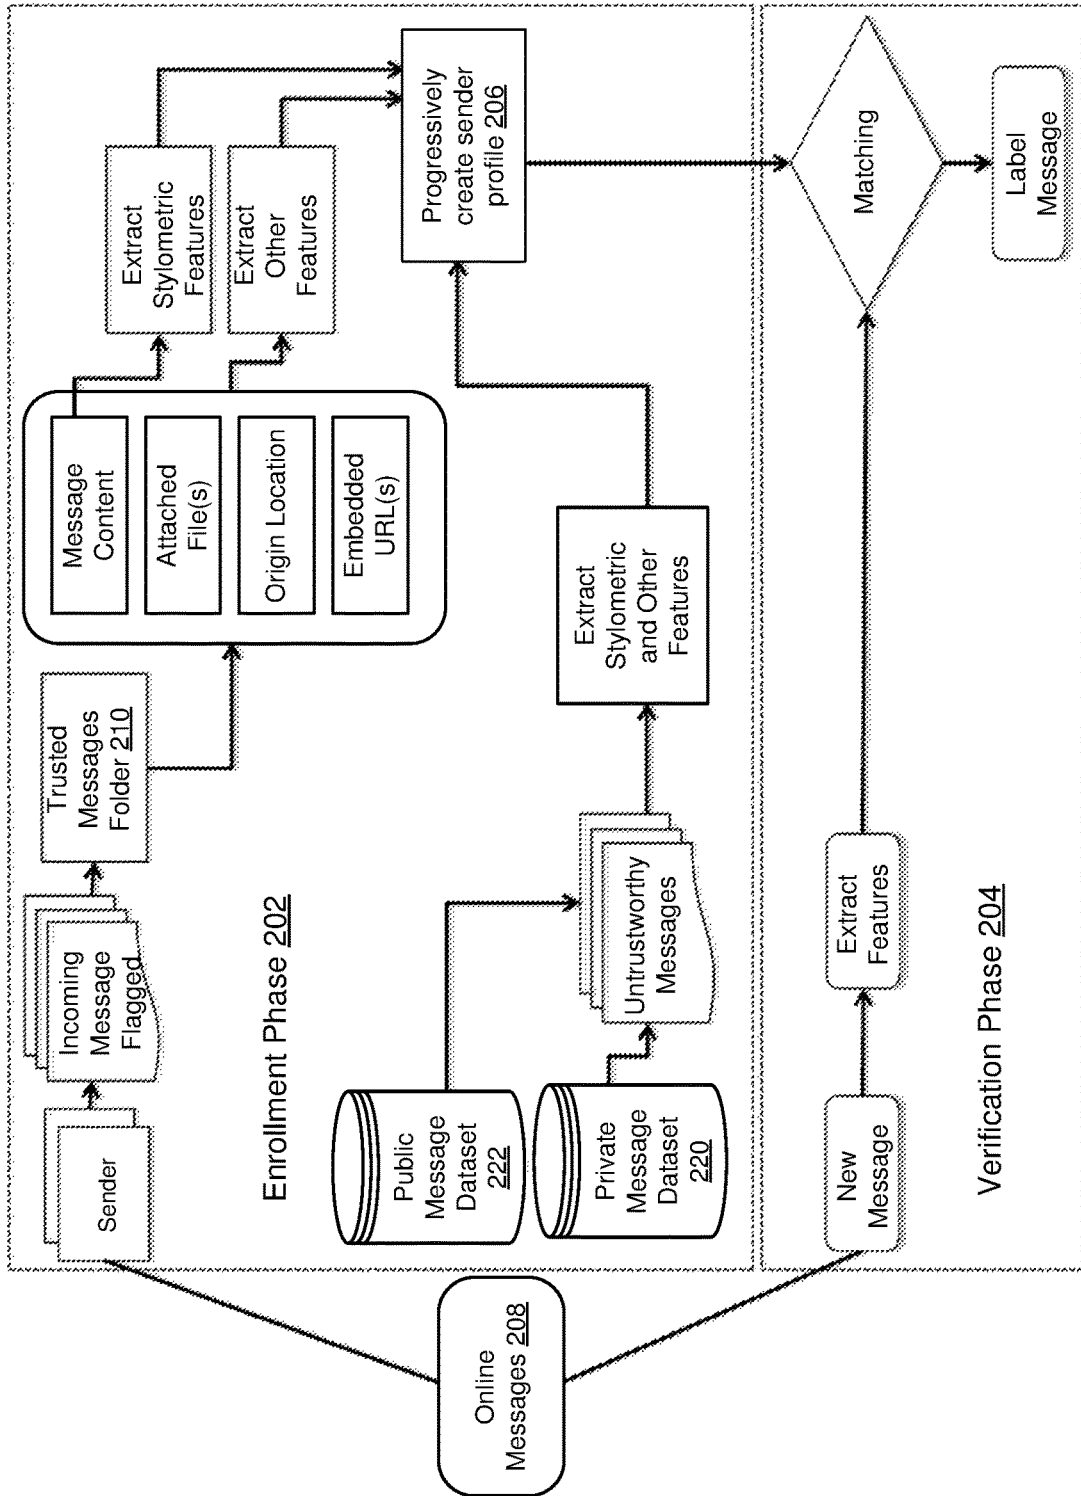 Online
Messages 208
Sender
Incoming
Message
Flagged
Trusted
Messages
Folder 210
Message
Content
Attached
File(s)
Origin Location
Embedded
URL(s)
Extract
Stylometric
Features
Extract
Other
Features
Progressively
create sender
profile 206
Enrollment Phase 202
Public
Message
Dataset
222
Private
Message
Dataset
220
Untrustworthy
Messages
Extract
Stylometric
and Other
Features
New
Message
Extract
Features
Matching
Label
Message
Verification Phase 204